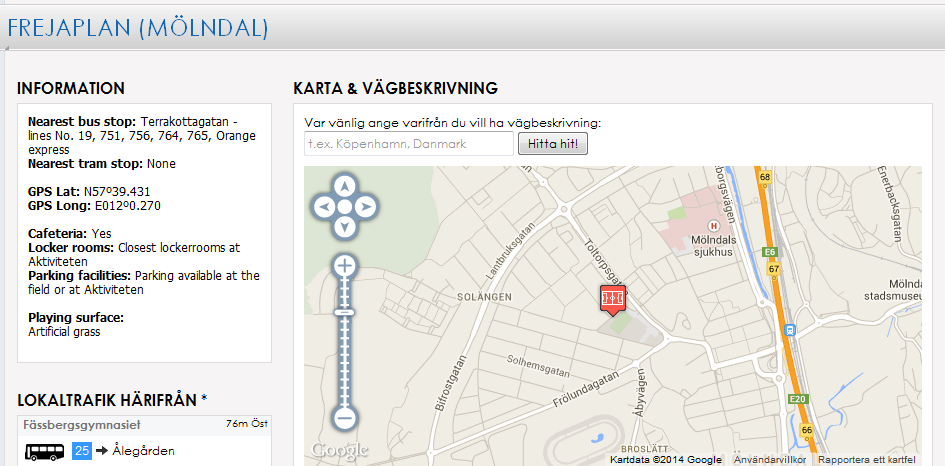 FREJAPLAN (MÖLNDAL)
INFORMATION
Nearest bus stop: Terrakottagatan -
lines No. 19, 751, 756, 764, 765, Orange
express
Nearest tram stop: None
GPS Lat: N57º39.431
GPS Long: E012º0.270
Cafeteria: Yes
Locker rooms: Closest lockerrooms at
Aktiviteten
Parking facilities: Parking available at the
field or at Aktiviteten
Playing surface:
Artificial grass
LOKALTRAFIK HÄRIFRÅN *
Fässbergsgymnasiet 76m Öst
25 → Ålegården
KARTA & VÄGBESKRIVNING
Var vänlig ange varifrån du vill ha vägbeskrivning:
t.ex. Köpenhamn, Danmark Hitta hit!
68
Enerbacksgatan
borgsvägen
H
Mölndals
sjukhus
Lantbruksgatan
Toltorpsgatan
E6
67
Mölnd
stadsmuseu
SOLÄNGEN
Solhemsgatan
Bifrostgatan
Frölundagatan
Åbyvägen
E20
66
BROSLÄTT
Google
Kartdata ©2014 Google Användarvillkor Rapportera ett kartfel